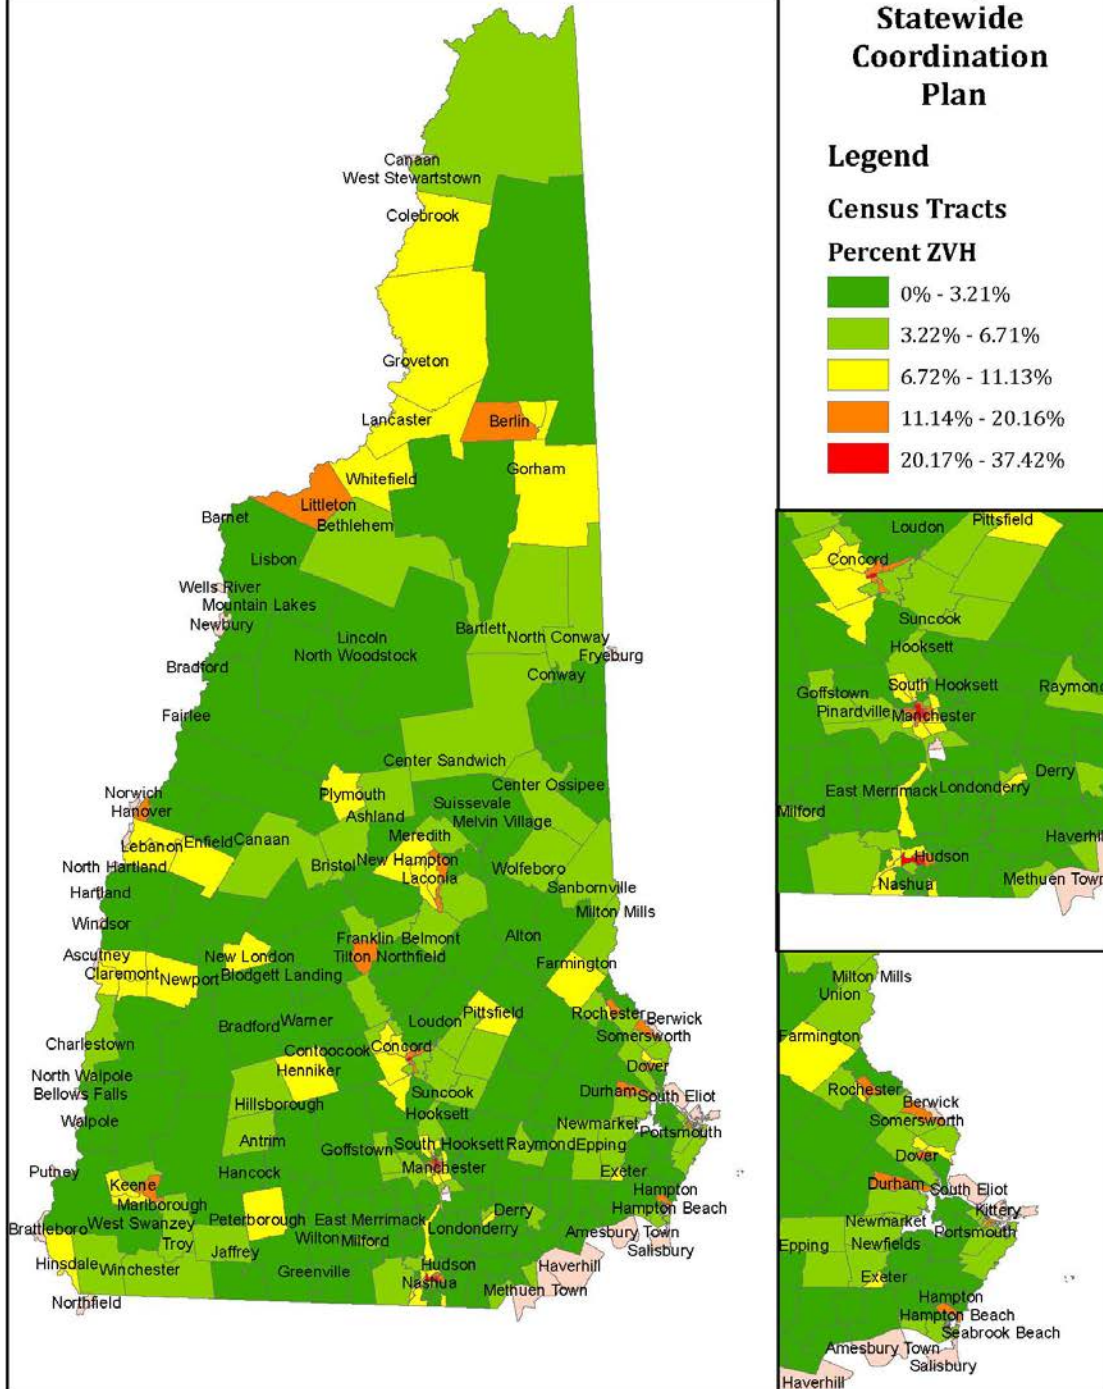 Statewide
Coordination
Plan
Legend
Census Tracts
Percent ZVH
0% - 3.21%
3.22% - 6.71%
6.72% - 11.13%
11.14% - 20.16%
20.17% - 37.42%
Canaan
West Stewartstown
Colebrook
Groveton
Lancaster
Berlin
Gorham
Whitefield
Littleton
Bethlehem
Barnet
Lisbon
Wells River
Mountain Lakes
Newbury
Lincoln
North Woodstock
Bartlett
North Conway
Fryeburg
Bradford
Conway
Fairlee
Center Sandwich
Center Ossipee
Norwich
Hanover
Plymouth
Ashland
Suissevale
Melvin Village
Meredith
Lebanon
Enfield
Canaan
North Hartland
Bristol
New Hampton
Laconia
Wolfeboro
Hartland
Sanbornville
Milton Mills
Windsor
Franklin
Belmont
Alton
Ascutney
New London
Tilton Northfield
Claremont
Newport
Blodgett Landing
Farmington
Bradford
Warner
Loudon
Pittsfield
Rochester
Berwick
Somersworth
Charlestown
Contoocook
Concord
Henniker
Dover
North Walpole
Bellows Falls
Hillsborough
Suncook
Durham
South Eliot
Hooksett
Walpole
Newmarket
Portsmouth
Antrim
Goffstown
South Hooksett
Raymond
Epping
Putney
Hancock
Manchester
Exeter
Keene
Marlborough
Hampton
Hampton Beach
Brattleboro
West Swanzey
Peterborough
East Merrimack
Derry
Londonderry
Amesbury Town
Troy
Wilton
Milford
Salisbury
Jaffrey
Hinsdale
Winchester
Greenville
Hudson
Haverhill
Nashua
Methuen Town
Northfield
Loudon
Pittsfield
Concord
Suncook
Hooksett
Goffstown
South Hooksett
Raymond
Pinardville
Manchester
Derry
East Merrimack
Londonderry
Milford
Haverhill
Hudson
Nashua
Methuen Town
Milton Mills
Union
Farmington
Rochester
Berwick
Somersworth
Dover
Durham
South Eliot
Kittery
Newmarket
Portsmouth
Epping
Newfields
Exeter
Hampton
Hampton Beach
Seabrook Beach
Amesbury Town
Salisbury
Haverhill